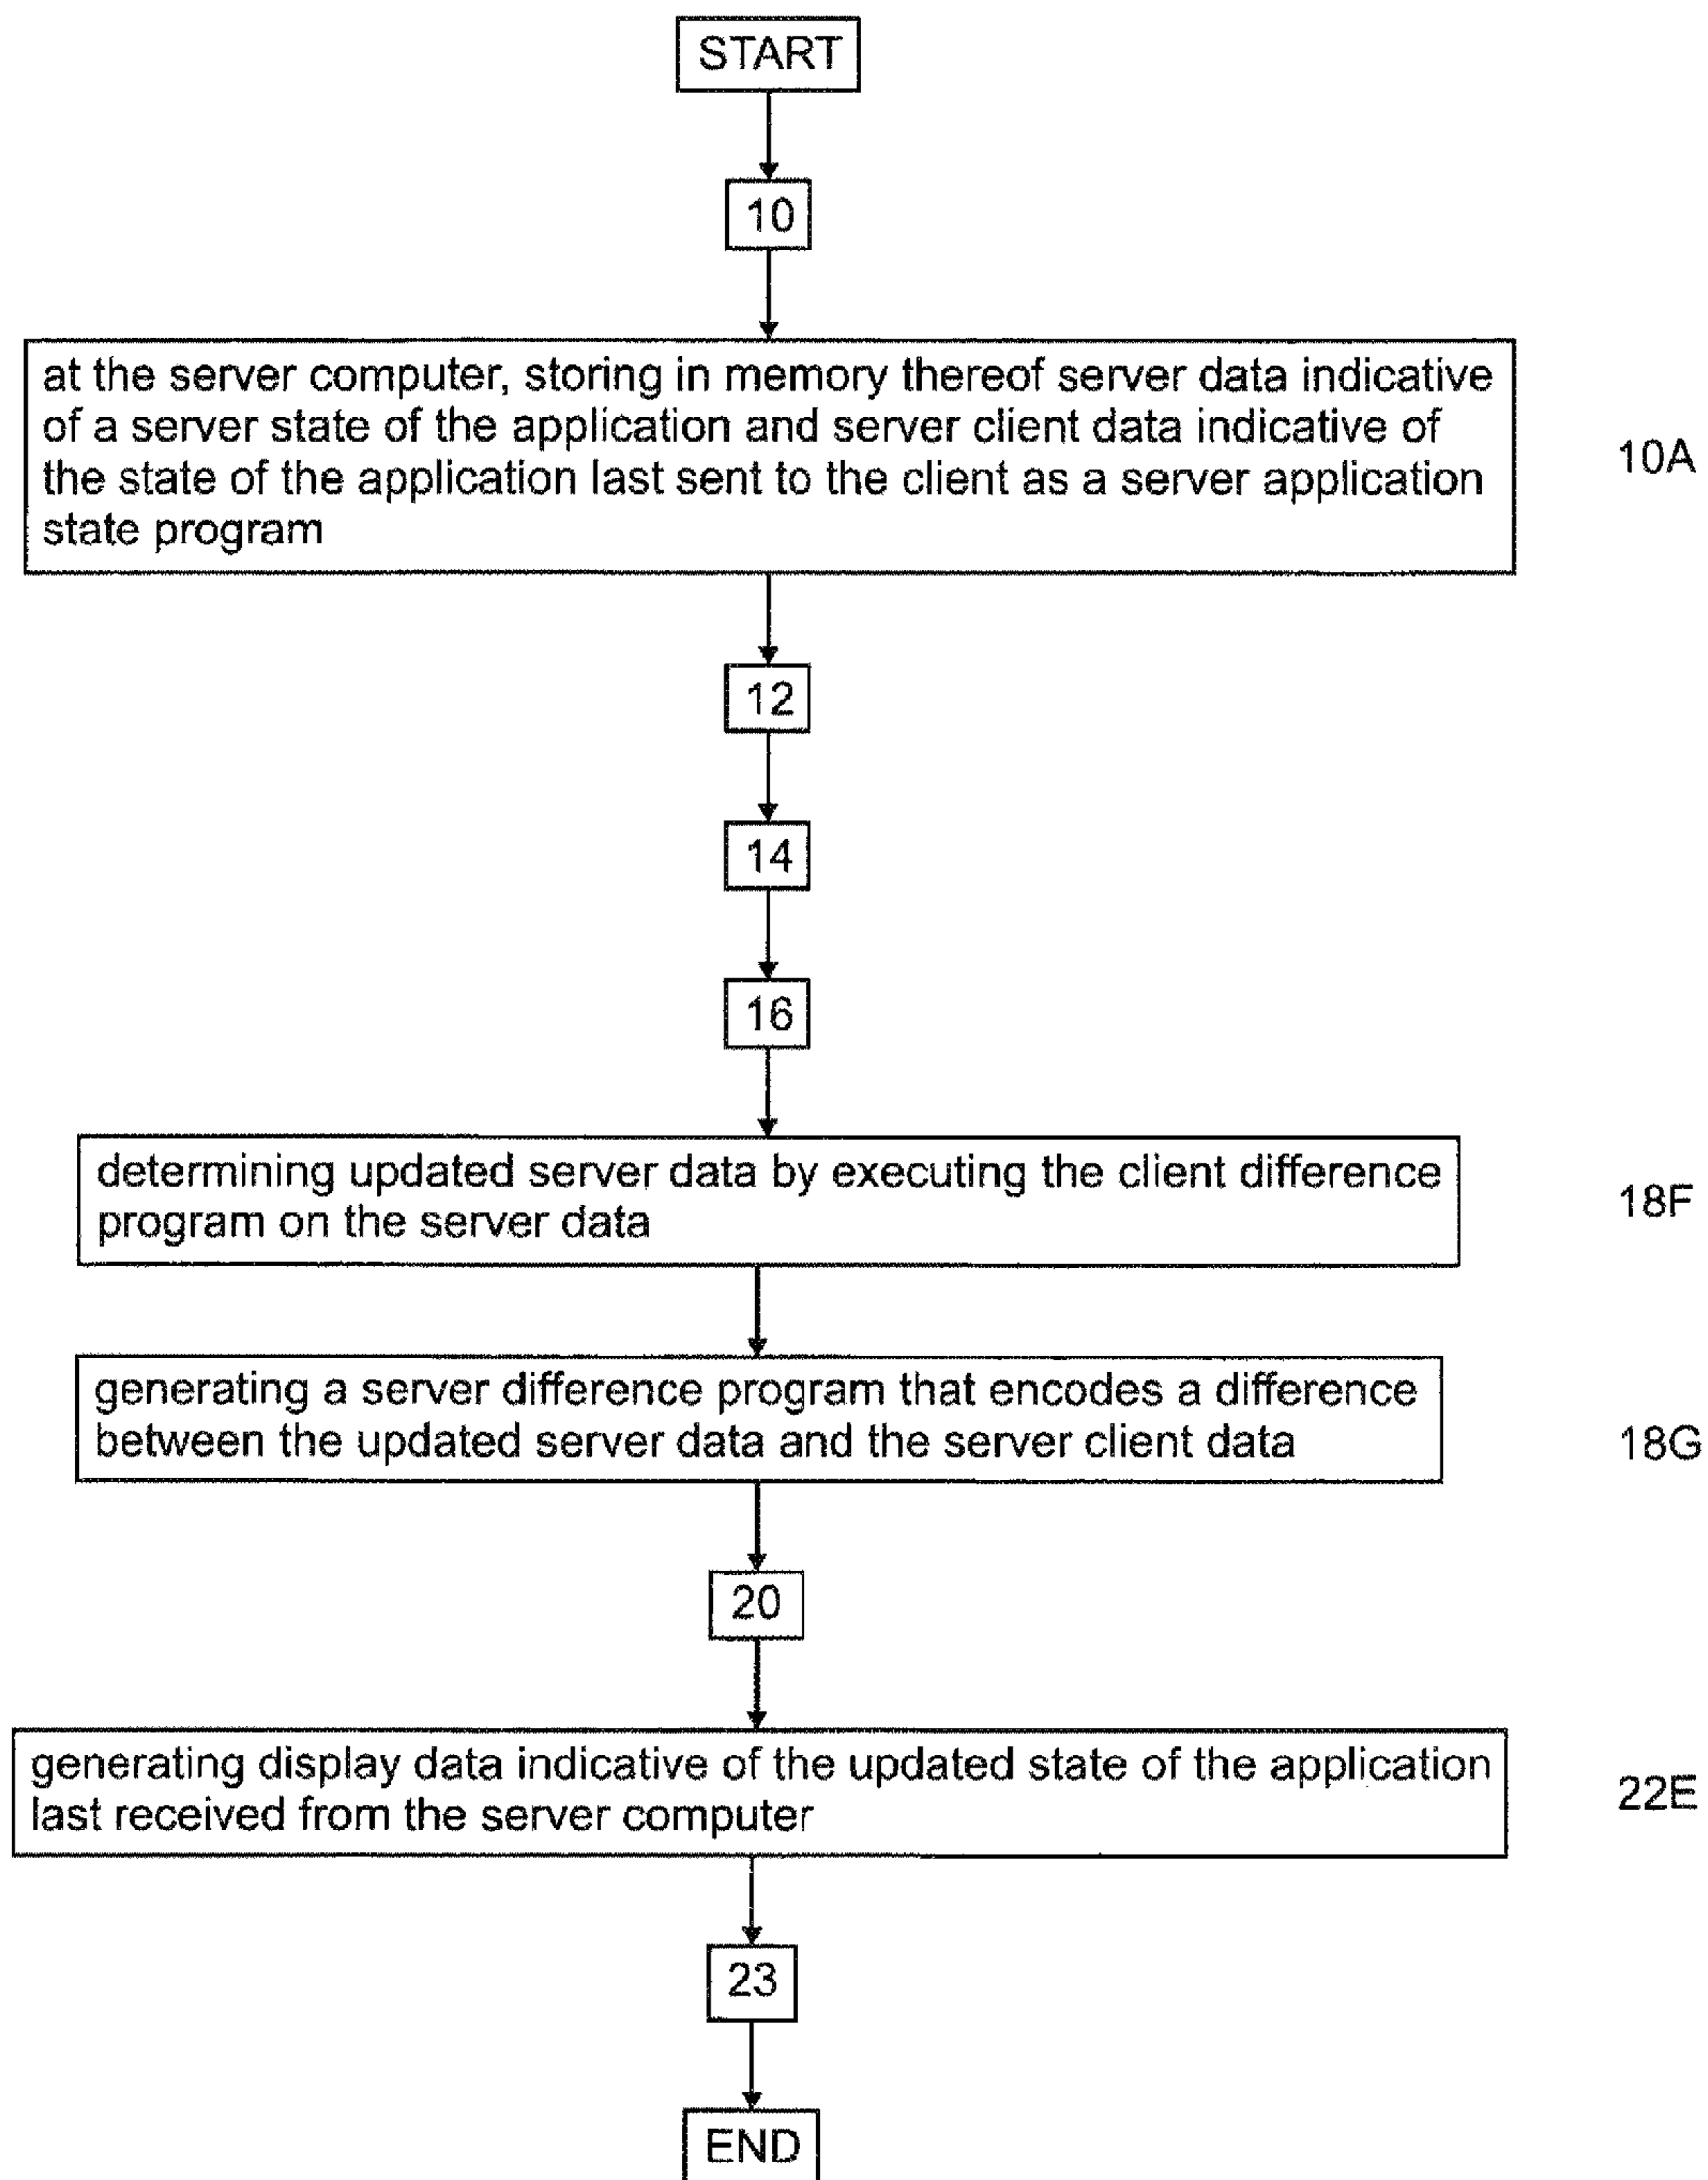 START
10
at the server computer, storing in memory thereof server data indicative
of a server state of the application and server client data indicative of
the state of the application last sent to the client as a server application
state program
10A
12
14
16
determining updated server data by executing the client difference
program on the server data
18F
generating a server difference program that encodes a difference
between the updated server data and the server client data
18G
20
generating display data indicative of the updated state of the application
last received from the server computer
22E
23
END